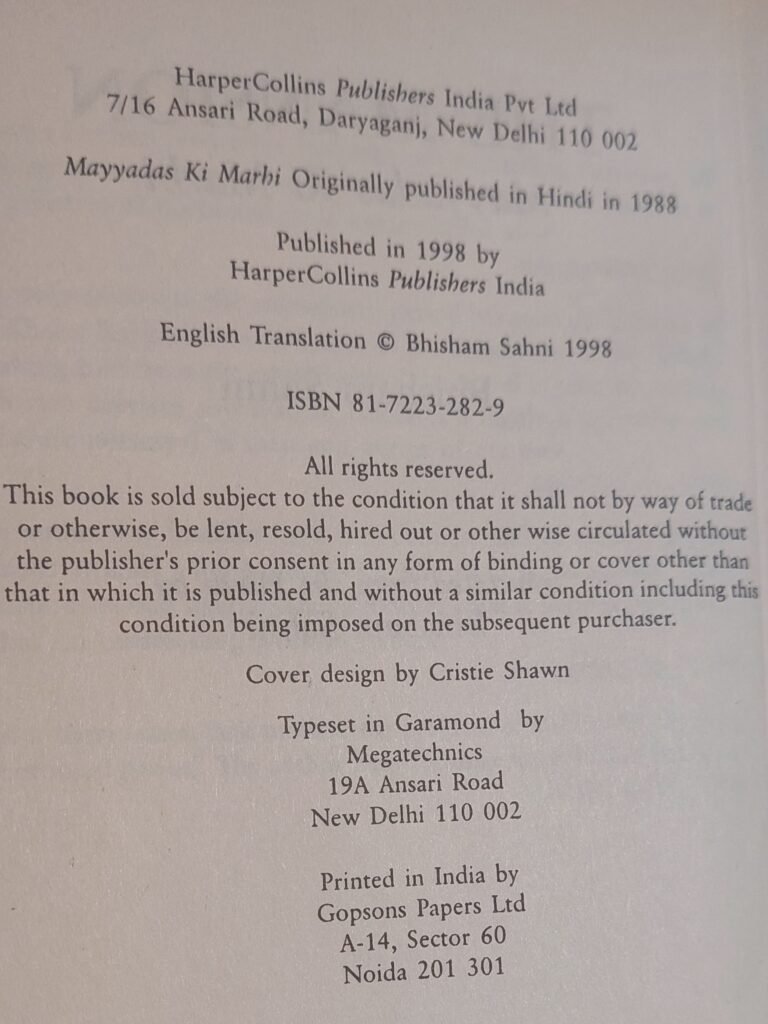 HarperCollins Publishers India Pvt Ltd
7/16 Ansari Road, Daryaganj, New Delhi 110 002
Mayyadas Ki Marhi Originally published in Hindi in 1988
Published in 1998 by
HarperCollins Publishers India
English Translation © Bhisham Sahni 1998
ISBN 81-7223-282-9
All rights reserved.
This book is sold subject to the condition that it shall not by way of trade
or otherwise, be lent, resold, hired out or other wise circulated without
the publisher's prior consent in any form of binding or cover other than
that in which it is published and without a similar condition including this
condition being imposed on the subsequent purchaser.
Cover design by Cristie Shawn
Typeset in Garamond by
Megatechnics
19A Ansari Road
New Delhi 110 002
Printed in India by
Gopsons Papers Ltd
A-14, Sector 60
Noida 201 301